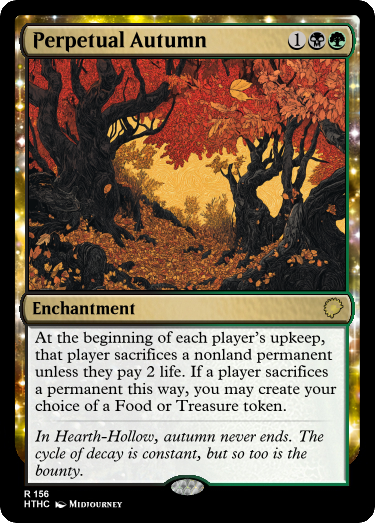 Perpetual Autumn 1
Enchantment
At the beginning of each player's upkeep,
that player sacrifices a nonland permanent
unless they pay 2 life. If a player sacrifices
a permanent this way, you may create your
choice of a Food or Treasure token.
In Hearth-Hollow, autumn never ends. The
cycle of decay is constant, but so too is the
bounty.
R 156
HTHC MIDJOURNEY